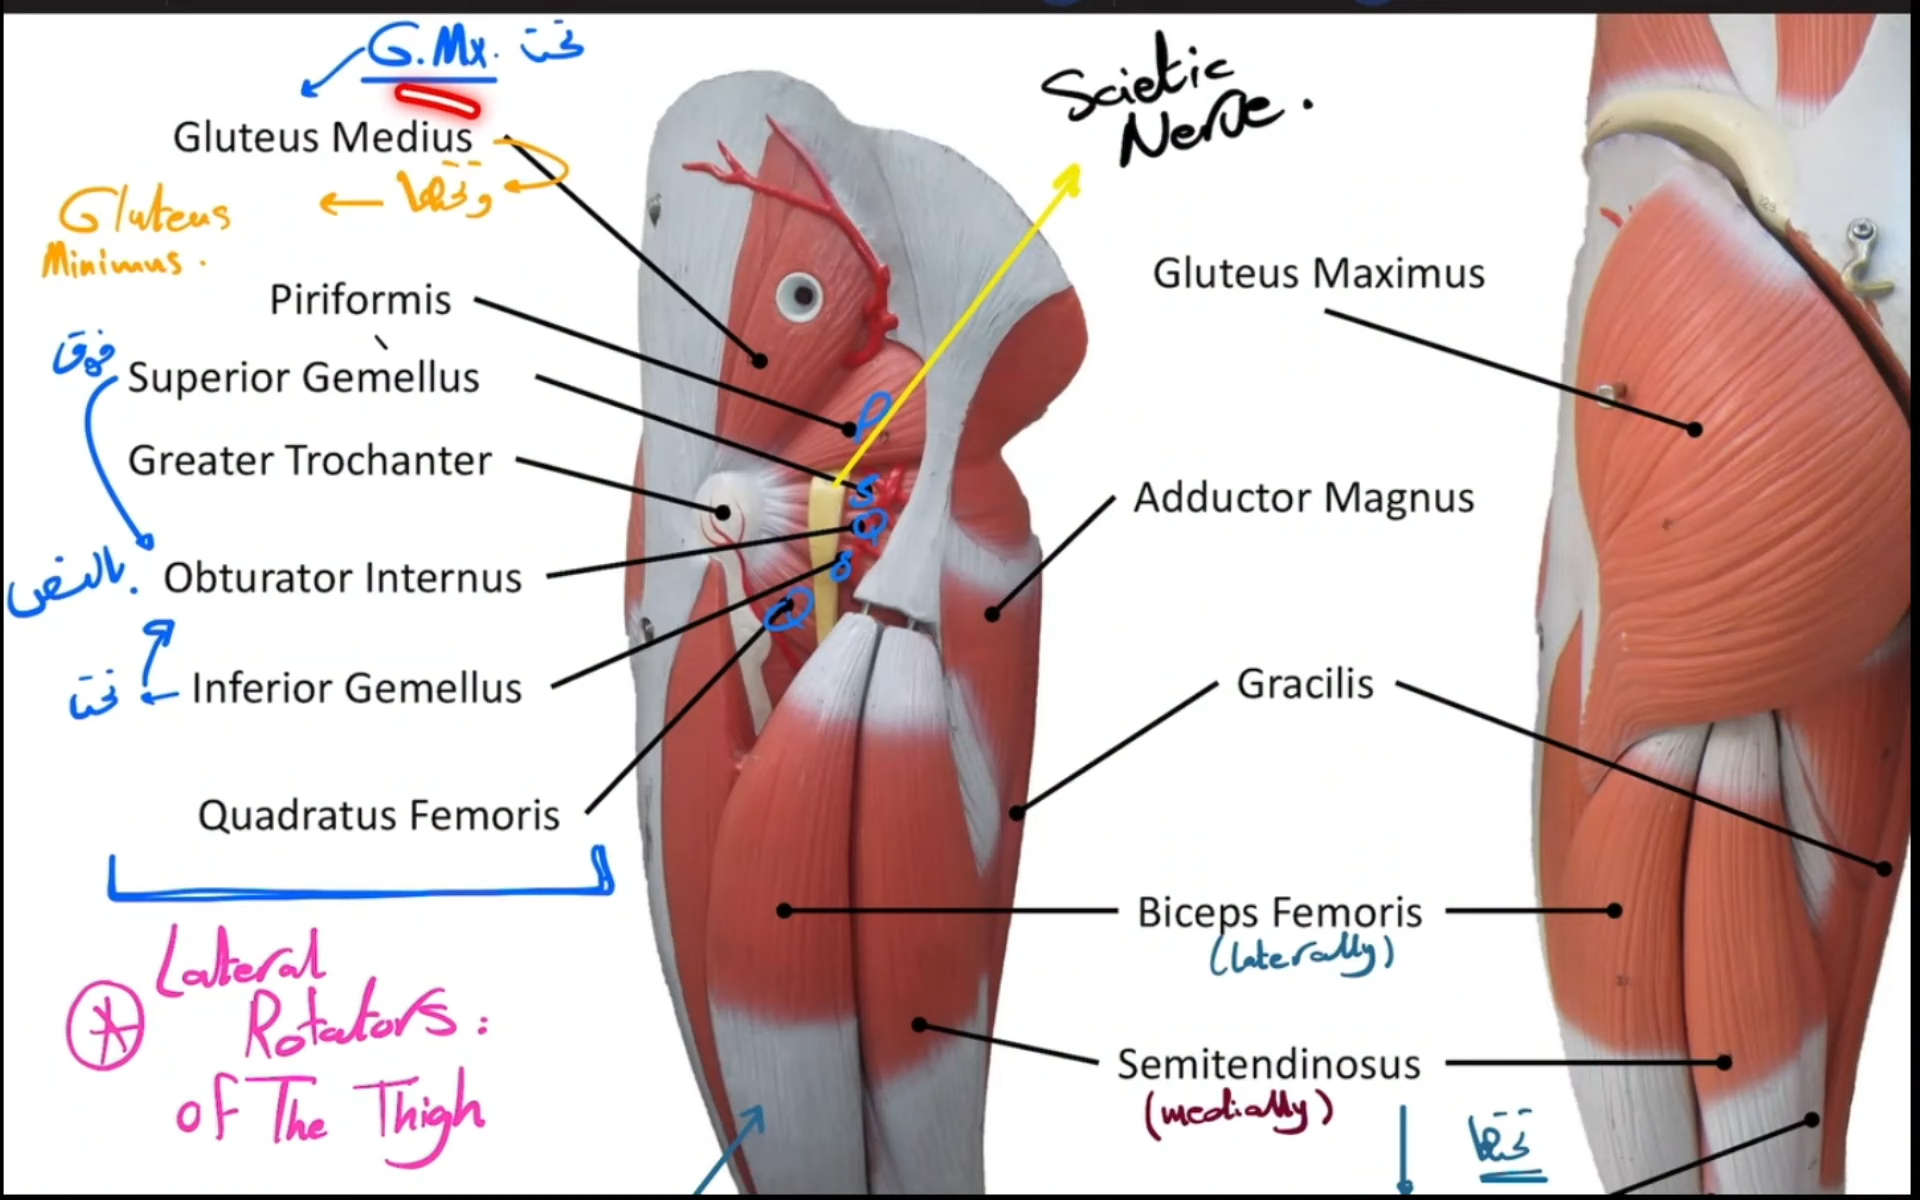 G.Mx. تحت
Gluteus Medius
وتحتها
Gluteus
Minimus.
Piriformis
فوق
Superior Gemellus
Greater Trochanter
بالنص.
Obturator Internus
تحت
Inferior Gemellus
Quadratus Femoris
Lateral
Rotators:
of The Thigh
P
S
O
Q
Scietic
Nerve.
Gluteus Maximus
Adductor Magnus
Gracilis
Biceps Femoris
(laterally)
Semitendinosus
(medially)
تحتها